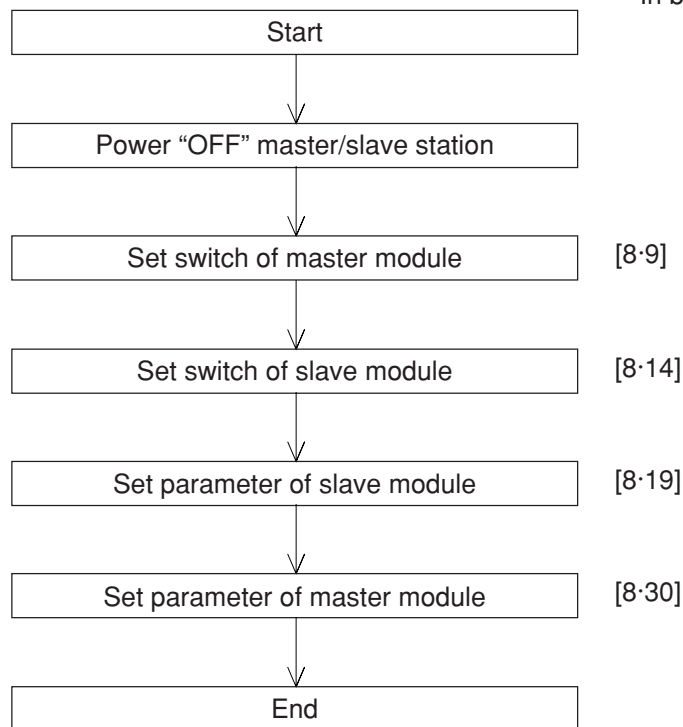 Start
Power “OFF” master/slave station
Set switch of master module [8·9]
Set switch of slave module [8·14]
Set parameter of slave module [8·19]
Set parameter of master module [8·30]
End